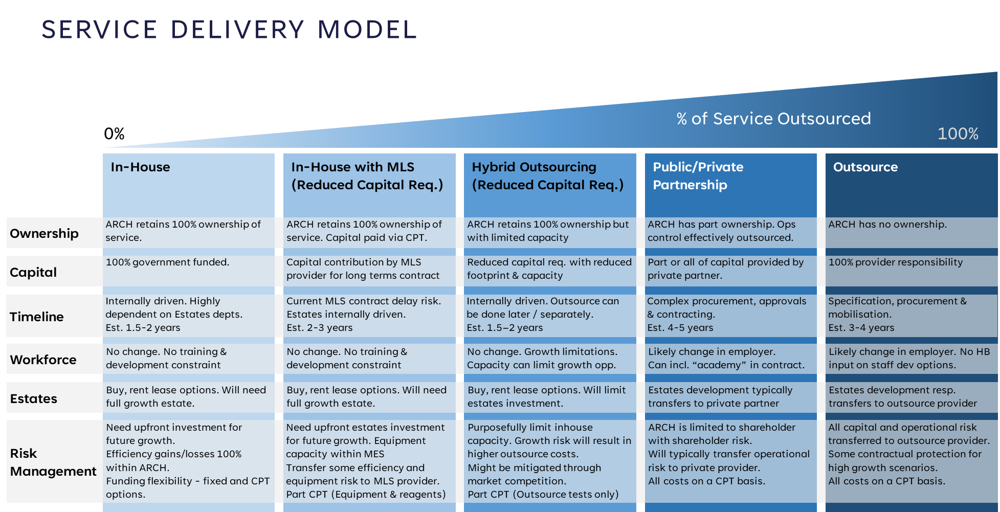 SERVICE DELIVERY MODEL
0%
% of Service Outsourced
100%
In-House
In-House with MLS
(Reduced Capital Req.)
Hybrid Outsourcing
(Reduced Capital Req.)
Public/Private
Partnership
Outsource
Ownership
ARCH retains 100% ownership of
service.
ARCH retains 100% ownership of
service. Capital paid via CPT.
ARCH retains 100% ownership but
with limited capacity
ARCH has part ownership. Ops
control effectively outsourced.
ARCH has no ownership.
Capital
100% government funded.
Capital contribution by MLS
provider for long terms contract
Reduced capital req. with reduced
footprint & capacity
Part or all of capital provided by
private partner.
100% provider responsibility
Timeline
Internally driven. Highly
dependent on Estates depts.
Est. 1.5-2 years
Current MLS contract delay risk.
Estates internally driven.
Est. 2-3 years
Internally driven. Outsource can
be done later / separately.
Est. 1.5–2 years
Complex procurement, approvals
& contracting.
Est. 4-5 years
Specification, procurement &
mobilisation.
Est. 3-4 years
Workforce
No change. No training &
development constraint
No change. No training &
development constraint
No change. Growth limitations.
Capacity can limit growth opp.
Likely change in employer.
Can incl. “academy” in contract.
Likely change in employer. No HB
input on staff dev options.
Estates
Buy, rent lease options. Will need
full growth estate.
Buy, rent lease options. Will need
full growth estate.
Buy, rent lease options. Will limit
estates investment.
Estates development typically
transfers to private partner
Estates development resp.
transfers to outsource provider
Risk
Management
Need upfront investment for
future growth.
Efficiency gains/losses 100%
within ARCH.
Funding flexibility - fixed and CPT
options.
Need upfront estates investment
for future growth. Equipment
capacity within MES
Transfer some efficiency and
equipment risk to MLS provider.
Part CPT (Equipment & reagents)
Purposefully limit inhouse
capacity. Growth risk will result in
higher outsource costs.
Might be mitigated through
market competition.
Part CPT (Outsource tests only)
ARCH is limited to shareholder
with shareholder risk.
Will typically transfer operational
risk to private provider.
All costs on a CPT basis.
All capital and operational risk
transferred to outsource provider.
Some contractual protection for
high growth scenarios.
All costs on a CPT basis.